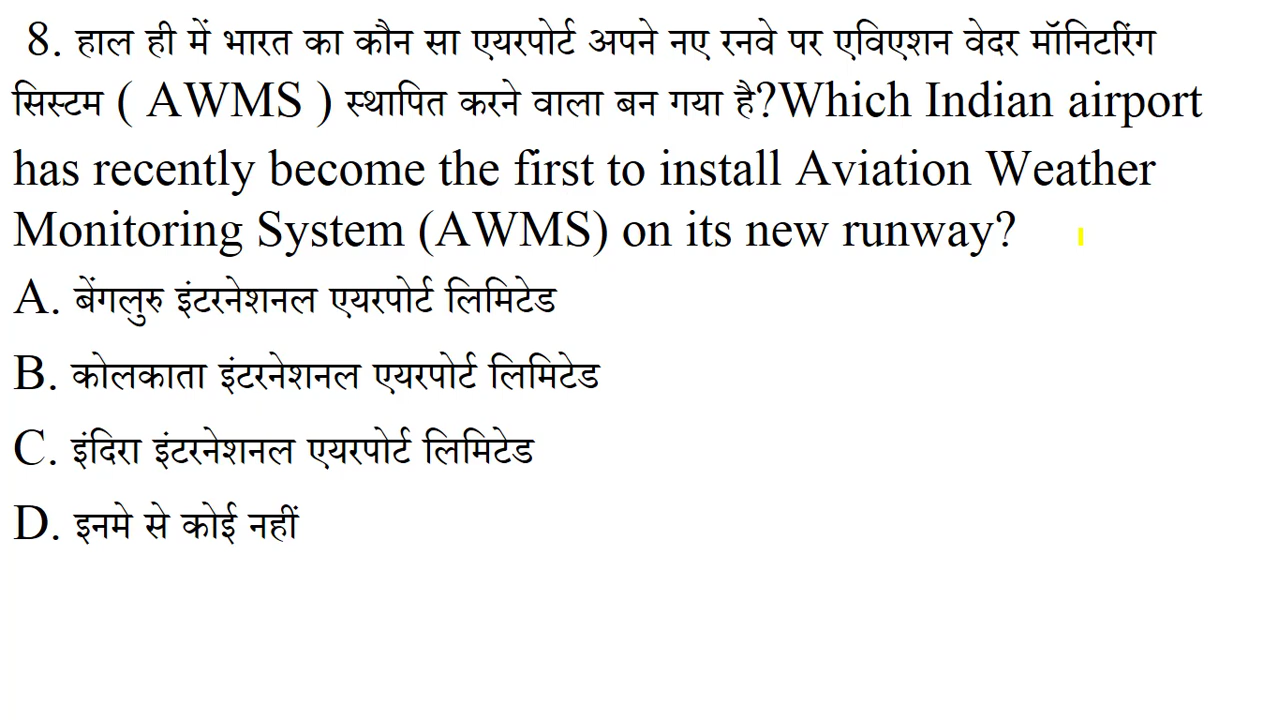 8. हाल ही में भारत का कौन सा एयरपोर्ट अपने नए रनवे पर एविएशन वेदर मॉनिटरिंग
सिस्टम ( AWMS ) स्थापित करने वाला बन गया है?Which Indian airport
has recently become the first to install Aviation Weather
Monitoring System (AWMS) on its new runway?
A. बेंगलुरु इंटरनेशनल एयरपोर्ट लिमिटेड
B. कोलकाता इंटरनेशनल एयरपोर्ट लिमिटेड
C. इंदिरा इंटरनेशनल एयरपोर्ट लिमिटेड
D. इनमे से कोई नहीं